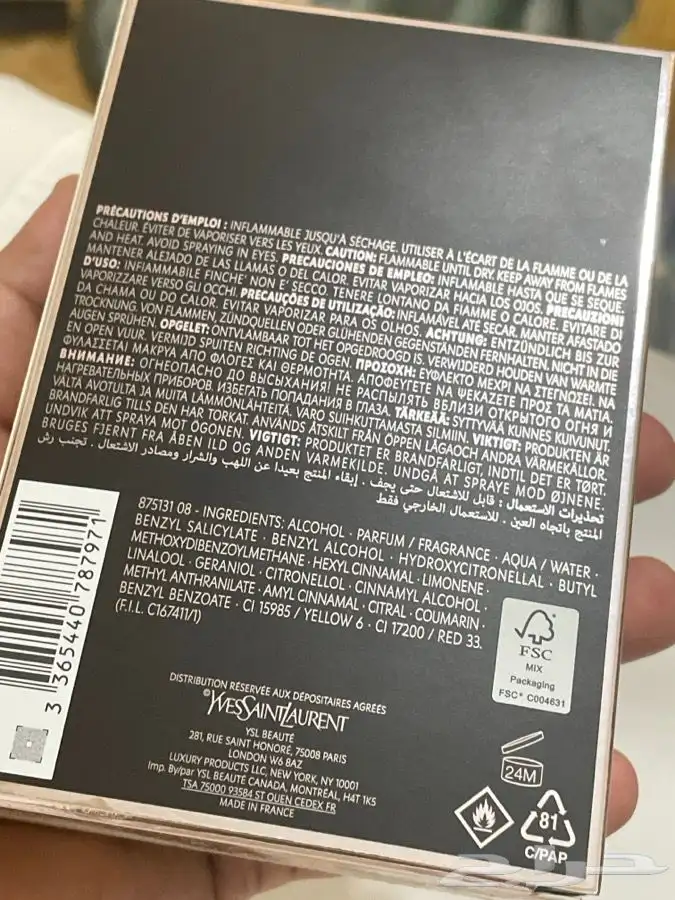 PRÉCAUTIONS D'EMPLOI : INFLAMMABLE JUSQU'À SÉCHAGE. UTILISER À L'ÉCART DE LA FLAMME OU DE LA
CHALEUR. ÉVITER DE VAPORISER VERS LES YEUX. CAUTION: FLAMMABLE UNTIL DRY. KEEP AWAY FROM FLAMES
AND HEAT. AVOID SPRAYING IN EYES. PRECAUCIONES DE EMPLEO: INFLAMABLE HASTA QUE SE SEQUE.
MANTENER ALEJADO DE LAS LLAMAS O DEL CALOR. EVITAR VAPORIZAR HACIA LOS OJOS. PRECAUZIONI
D'USO: INFIAMMABILE FINCHE' NON E' SECCO. TENERE LONTANO DA FIAMME O CALORE. EVITARE DI
VAPORIZZARE VERSO GLI OCCHI. PRECAUÇÕES DE UTILIZAÇÃO: INFLAMÁVEL ATE SECAR. MANTER AFASTADO
DA CHAMA OU DO CALOR. EVITAR VAPORIZAR PARA OS OLHOS. ACHTUNG: ENTZÜNDLICH BIS ZUR
TROCKNUNG. VON FLAMMEN, ZÜNDQUELLEN ODER GLÜHENDEN GEGENSTÄNDEN FERNHALTEN. NICHT IN DIE
AUGEN SPRÜHEN. OPGELET: ONTVLAMBAAR TOT HET OPGEDROOGD IS. VERWIJDERD HOUDEN VAN WARMTE
EN OPEN VUUR. VERMIJD SPUITEN RICHTING DE OGEN. ΠΡΟΣΟΧΗ: ΕΥΦΛΕΚΤΟ ΜΕΧΡΙ ΝΑ ΣΤΕΓΝΩΣΕΙ. ΝΑ
ΦΥΛΑΣΣΕΤΑΙ ΜΑΚΡΥΑ ΑΠΟ ΦΛΟΓΕΣ ΚΑΙ ΘΕΡΜΟΤΗΤΑ. ΑΠΟΦΕΥΓΕΤΕ ΝΑ ΨΕΚΑΖΕΤΕ ΠΡΟΣ ΤΑ ΜΑΤΙΑ.
ВНИМАНИЕ: ОГНЕОПАСНО ДО ВЫСЫХАНИЯ! НЕ РАСПЫЛЯТЬ ВБЛИЗИ ОТКРЫТОГО ОГНЯ И
НАГРЕВАТЕЛЬНЫХ ПРИБОРОВ. ИЗБЕГАТЬ ПОПАДАНИЯ В ГЛАЗА. TÄRKEÄÄ: SYTTYVÄÄ KUNNES KUIVUNUT.
VÄLTÄ AVOTULTA JA MUITA LÄMMÖNLÄHTEITÄ. VARO SUIHKUTTAMASTA SILMIIN. VIKTIGT: PRODUKTEN ÄR
BRANDFARLIG TILLS DEN HAR TORKAT. ANVÄNDS ÅTSKILT FRÅN ÖPPEN LÅGAOCH ANDRA VÄRMEKÄLLOR.
UNDVIK ATT SPRAYA MOT ÖGONEN. VIGTIGT: PRODUKTET ER BRANDFARLIGT, INDTIL DET ER TØRT.
BRUGES FJERNT FRA ÅBEN ILD OG ANDEN VARMEKILDE. UNDGÅ AT SPRAYE MOD ØJNENE.
تحذيرات الاستعمال: قابل للاشتعال حتى يجف. إبقاء المنتج بعيدا عن اللهب والشرار ومصادر الاشتعال. تجنب رش
المنتج باتجاه العين. للاستعمال الخارجي فقط
875131 08 - INGREDIENTS: ALCOHOL · PARFUM / FRAGRANCE · AQUA / WATER ·
BENZYL SALICYLATE · BENZYL ALCOHOL · HYDROXYCITRONELLAL · BUTYL
METHOXYDIBENZOYLMETHANE · HEXYL CINNAMAL · LIMONENE ·
LINALOOL · GERANIOL · CITRONELLOL · CINNAMYL ALCOHOL ·
METHYL ANTHRANILATE · AMYL CINNAMAL · CITRAL · COUMARIN ·
BENZYL BENZOATE · CI 15985 / YELLOW 6 · CI 17200 / RED 33.
(F.I.L. C167411/1)
3 365440 787971
FSC
MIX
Packaging
FSC® C004631
DISTRIBUTION RÉSERVÉE AUX DÉPOSITAIRES AGRÉÉS
©YVESSAINTLAURENT
YSL BEAUTÉ
281, RUE SAINT HONORÉ, 75008 PARIS
LONDON W6 8AZ
LUXURY PRODUCTS LLC, NEW YORK, NY 10001
Imp. By/par YSL BEAUTÉ CANADA, MONTRÉAL, H4T 1K5
TSA 75000 93584 ST OUEN CEDEX FR
MADE IN FRANCE
24M
81
C/PAP
حراج